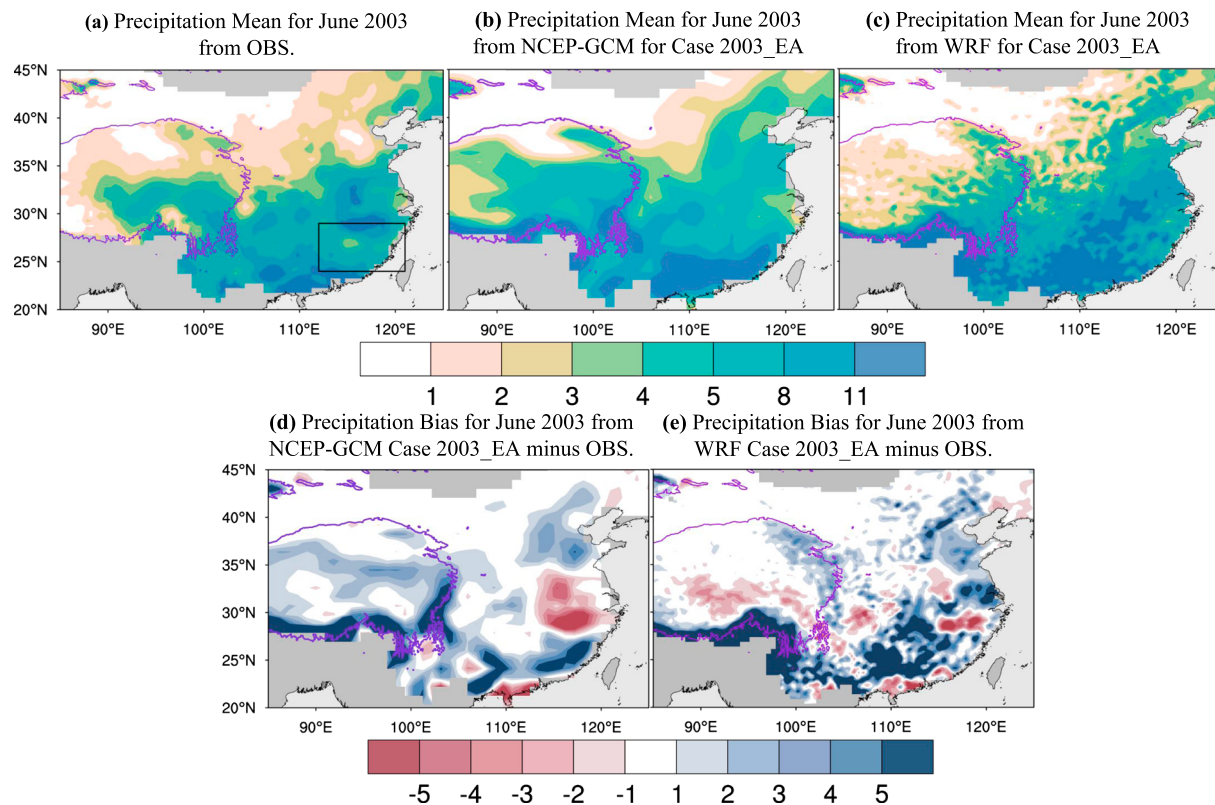 (a) Precipitation Mean for June 2003
from OBS.
(b) Precipitation Mean for June 2003
from NCEP-GCM for Case 2003_EA
(c) Precipitation Mean for June 2003
from WRF for Case 2003_EA
45°N
40°N
35°N
30°N
25°N
20°N
90°E 100°E 110°E 120°E
90°E 100°E 110°E 120°E
90°E 100°E 110°E 120°E
1 2 3 4 5 8 11
(d) Precipitation Bias for June 2003 from
NCEP-GCM Case 2003_EA minus OBS.
(e) Precipitation Bias for June 2003 from
WRF Case 2003_EA minus OBS.
45°N
40°N
35°N
30°N
25°N
20°N
90°E 100°E 110°E 120°E
90°E 100°E 110°E 120°E
-5 -4 -3 -2 -1 1 2 3 4 5